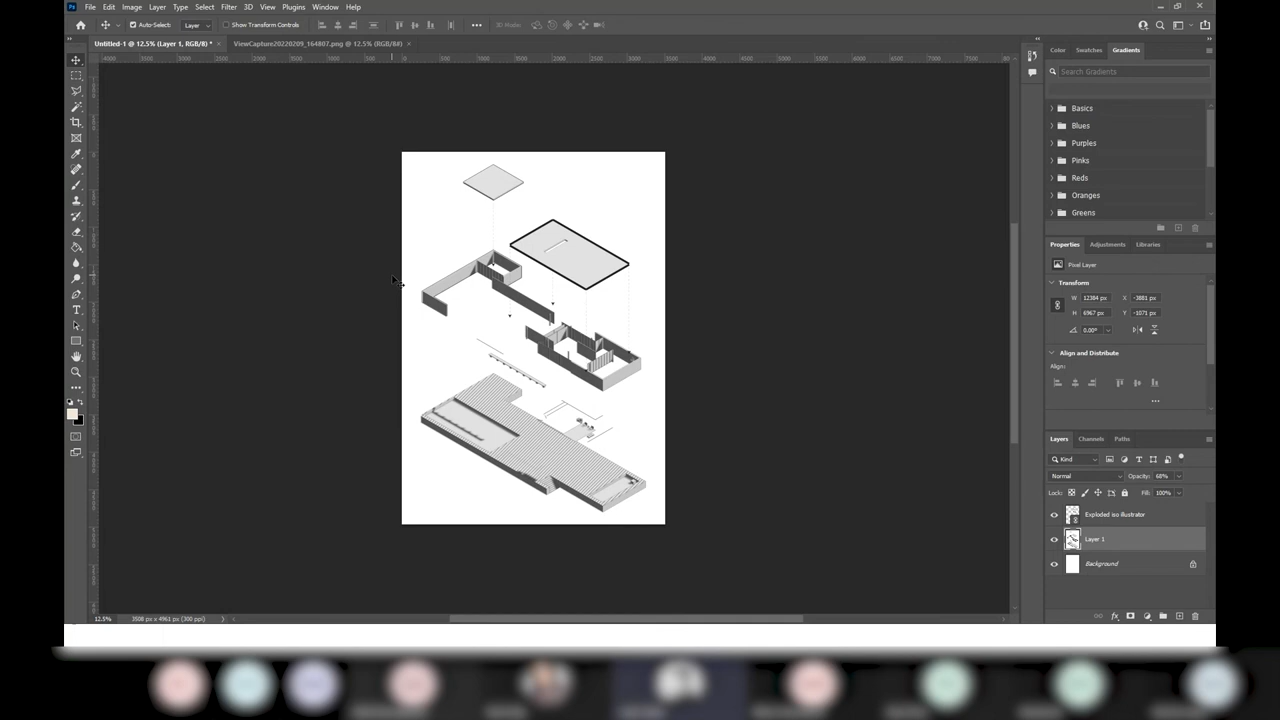 Ps File Edit Image Layer Type Select Filter 3D View Plugins Window Help
Auto-Select: Layer Show Transform Controls 3D Mode:
Untitled-1 @ 12.5% (Layer 1, RGB/8) * × ViewCapture20220209_164807.png @ 12.5% (RGB/8#) ×
Color Swatches Gradients
Search Gradients
Basics
Blues
Purples
Pinks
Reds
Oranges
Greens
Properties Adjustments Libraries
Pixel Layer
Transform
W 12384 px X -3881 px
H 6967 px Y -1071 px
0.00°
Align and Distribute
Align:
Layers Channels Paths
Kind
Normal Opacity: 68%
Lock: Fill: 100%
Exploded iso illustrator
Layer 1
Background
12.5% 3508 px x 4961 px (300 ppi)